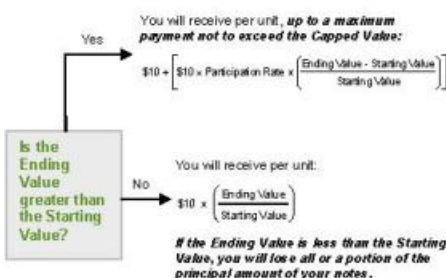 You will receive per unit, up to a maximum
payment not to exceed the Capped Value:
Yes
$10 + [$10 × Participation Rate × (Ending Value - Starting Value / Starting Value)]
Is the
Ending
Value
greater than
the Starting
Value?
No
You will receive per unit:
$10 × (Ending Value / Starting Value)
If the Ending Value is less than the Starting
Value, you will lose all or a portion of the
principal amount of your notes.